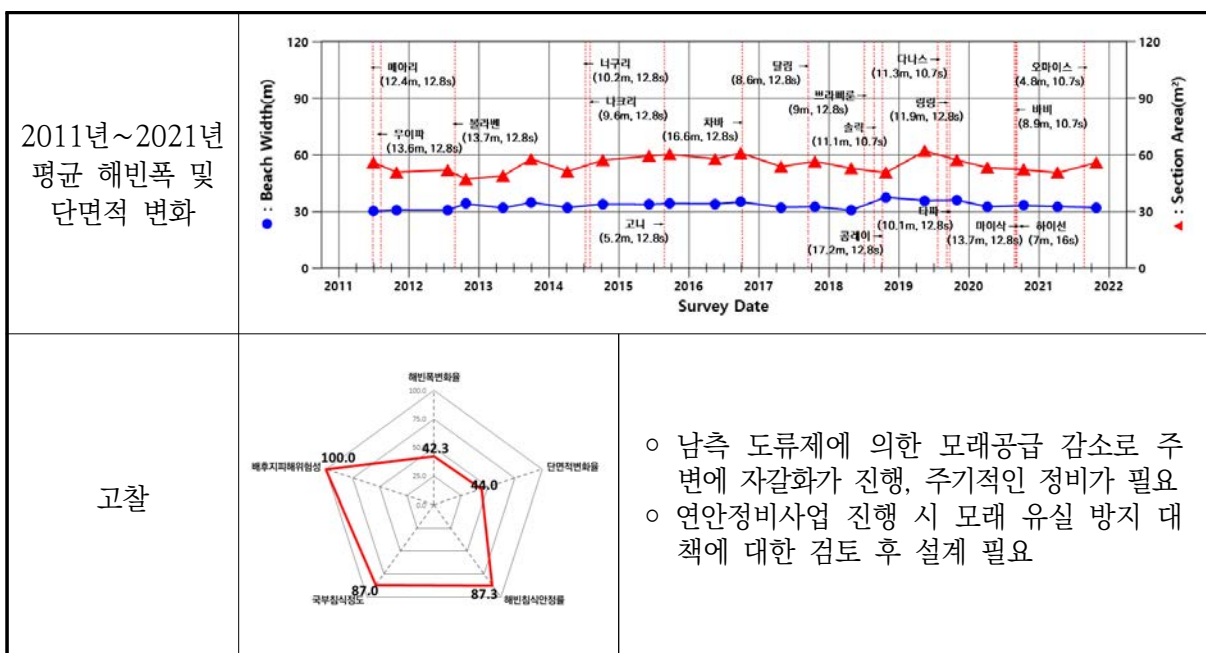 2011년~2021년
평균 해빈폭 및
단면적 변화
● : Beach Width(m)
120
90
60
30
0
메아리
(12.4m, 12.8s)
무이파
(13.6m, 12.8s)
볼라벤
(13.7m, 12.8s)
너구리
(10.2m, 12.8s)
나크리
(9.6m, 12.8s)
고니
(5.2m, 12.8s)
차바
(16.6m, 12.8s)
탈림
(8.6m, 12.8s)
쁘라삐룬
(9m, 12.8s)
솔릭
(11.1m, 10.7s)
콩레이
(17.2m, 12.8s)
다나스
(11.3m, 10.7s)
링링
(11.9m, 12.8s)
타파
(10.1m, 12.8s)
마이삭
(13.7m, 12.8s)
하이선
(7m, 16s)
바비
(8.9m, 10.7s)
오마이스
(4.8m, 10.7s)
120
90
60
30
0
▲ : Section Area(m²)
2011 2012 2013 2014 2015 2016 2017 2018 2019 2020 2021 2022
Survey Date
고찰
해빈폭변화율
100.0
75.0
50.0
25.0
0.0
42.3
단면적변화율
44.0
해빈침식안정률
87.3
국부침식정도
87.0
배후지피해위험성
100.0
○ 남측 도류제에 의한 모래공급 감소로 주
변에 자갈화가 진행, 주기적인 정비가 필요
○ 연안정비사업 진행 시 모래 유실 방지 대
책에 대한 검토 후 설계 필요